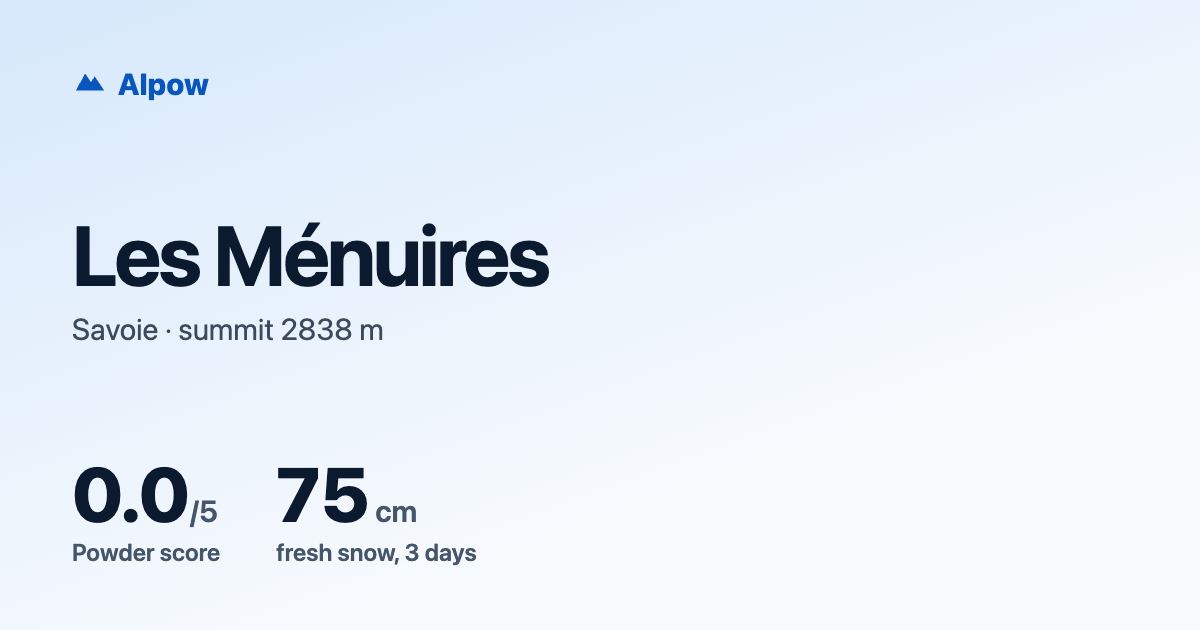 Alpow
Les Ménuires
Savoie · summit 2838 m
0.0/5 75 cm
Powder score fresh snow, 3 days